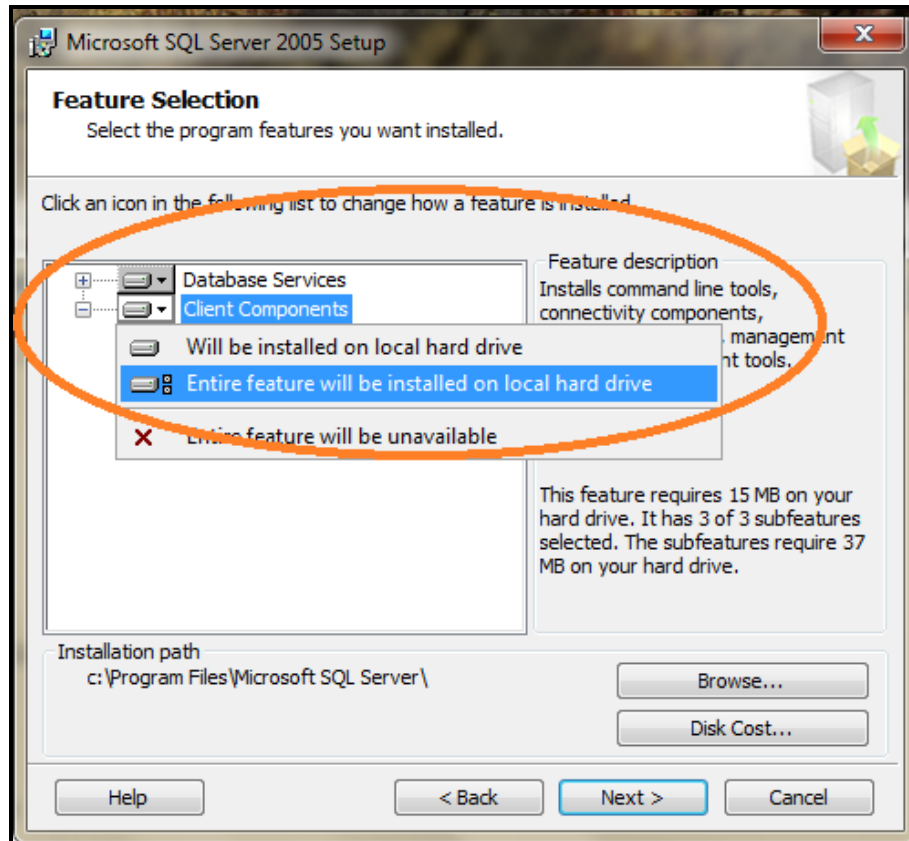 Microsoft SQL Server 2005 Setup
Feature Selection
Select the program features you want installed.
Click an icon in the following list to change how a feature is installed.
Database Services
Client Components
Will be installed on local hard drive
Entire feature will be installed on local hard drive
Entire feature will be unavailable
Feature description
Installs command line tools,
connectivity components,
management
nt tools.
This feature requires 15 MB on your
hard drive. It has 3 of 3 subfeatures
selected. The subfeatures require 37
MB on your hard drive.
Installation path
c:\Program Files\Microsoft SQL Server\
Browse...
Disk Cost...
Help
< Back
Next >
Cancel